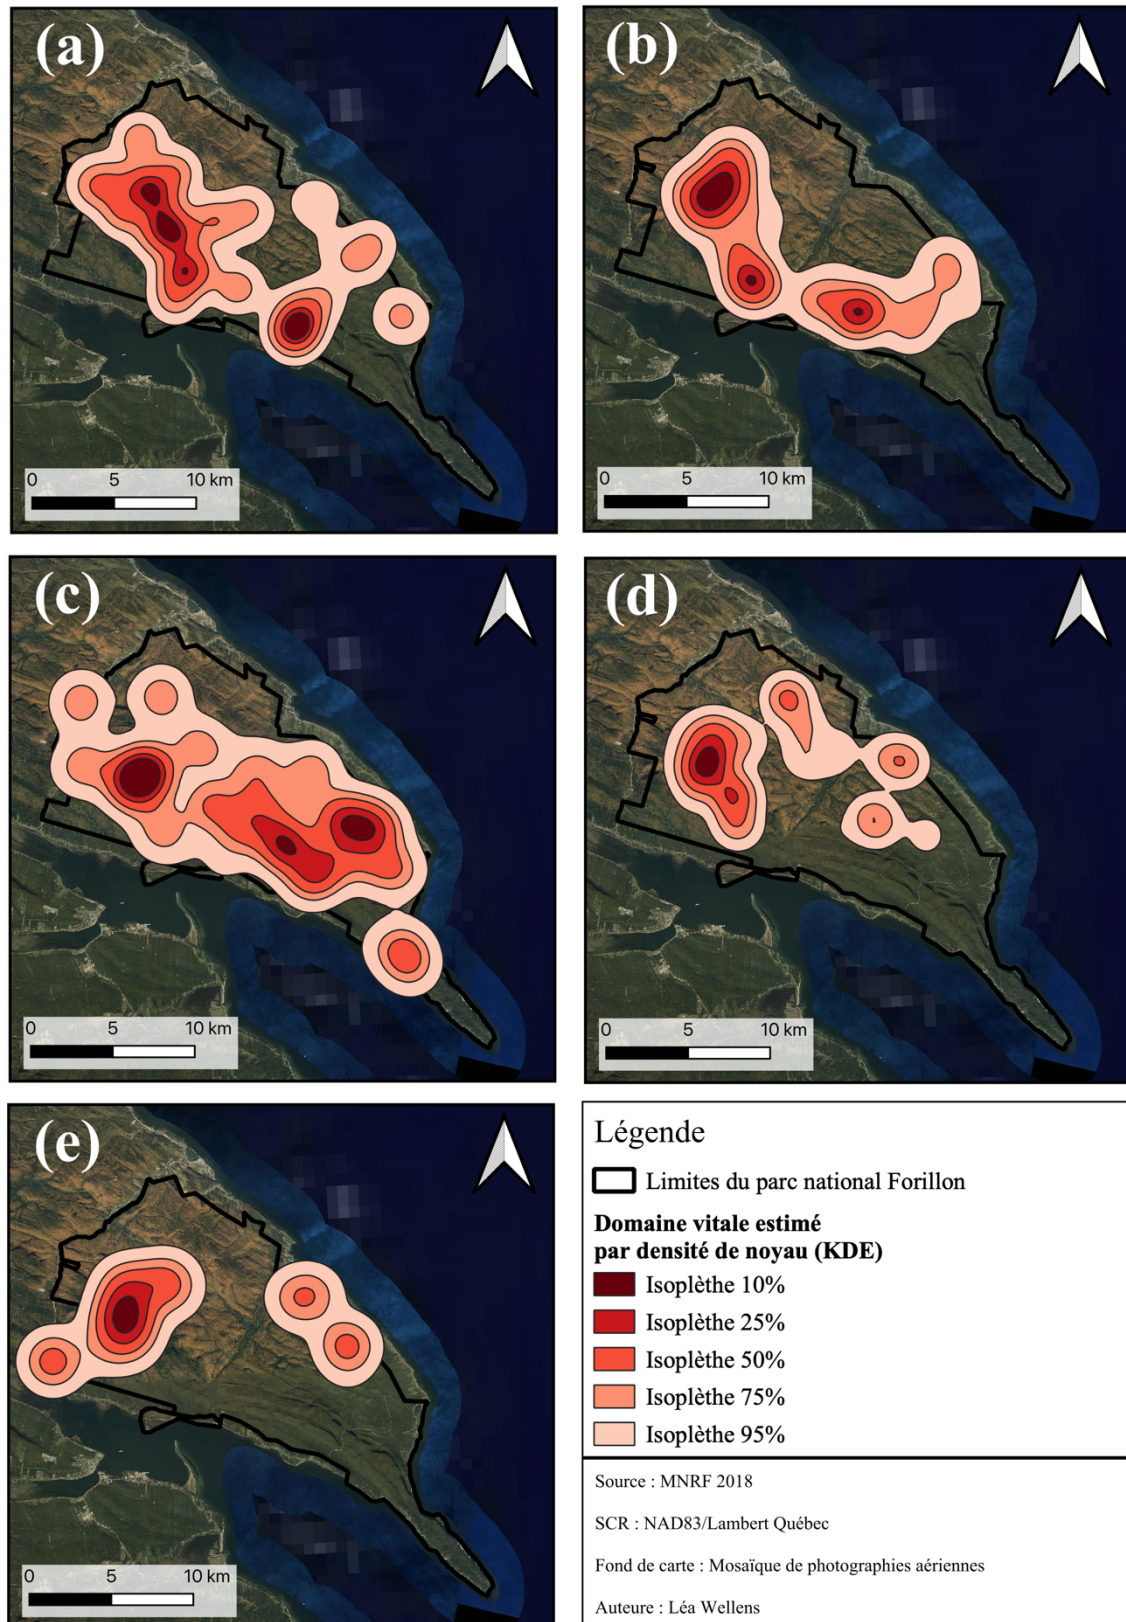 (a)
0 5 10 km
(b)
0 5 10 km
(c)
0 5 10 km
(d)
0 5 10 km
(e)
0 5 10 km
Légende
Limites du parc national Forillon
Domaine vitale estimé
par densité de noyau (KDE)
Isoplèthe 10%
Isoplèthe 25%
Isoplèthe 50%
Isoplèthe 75%
Isoplèthe 95%
Source : MNRF 2018
SCR : NAD83/Lambert Québec
Fond de carte : Mosaïque de photographies aériennes
Auteure : Léa Wellens